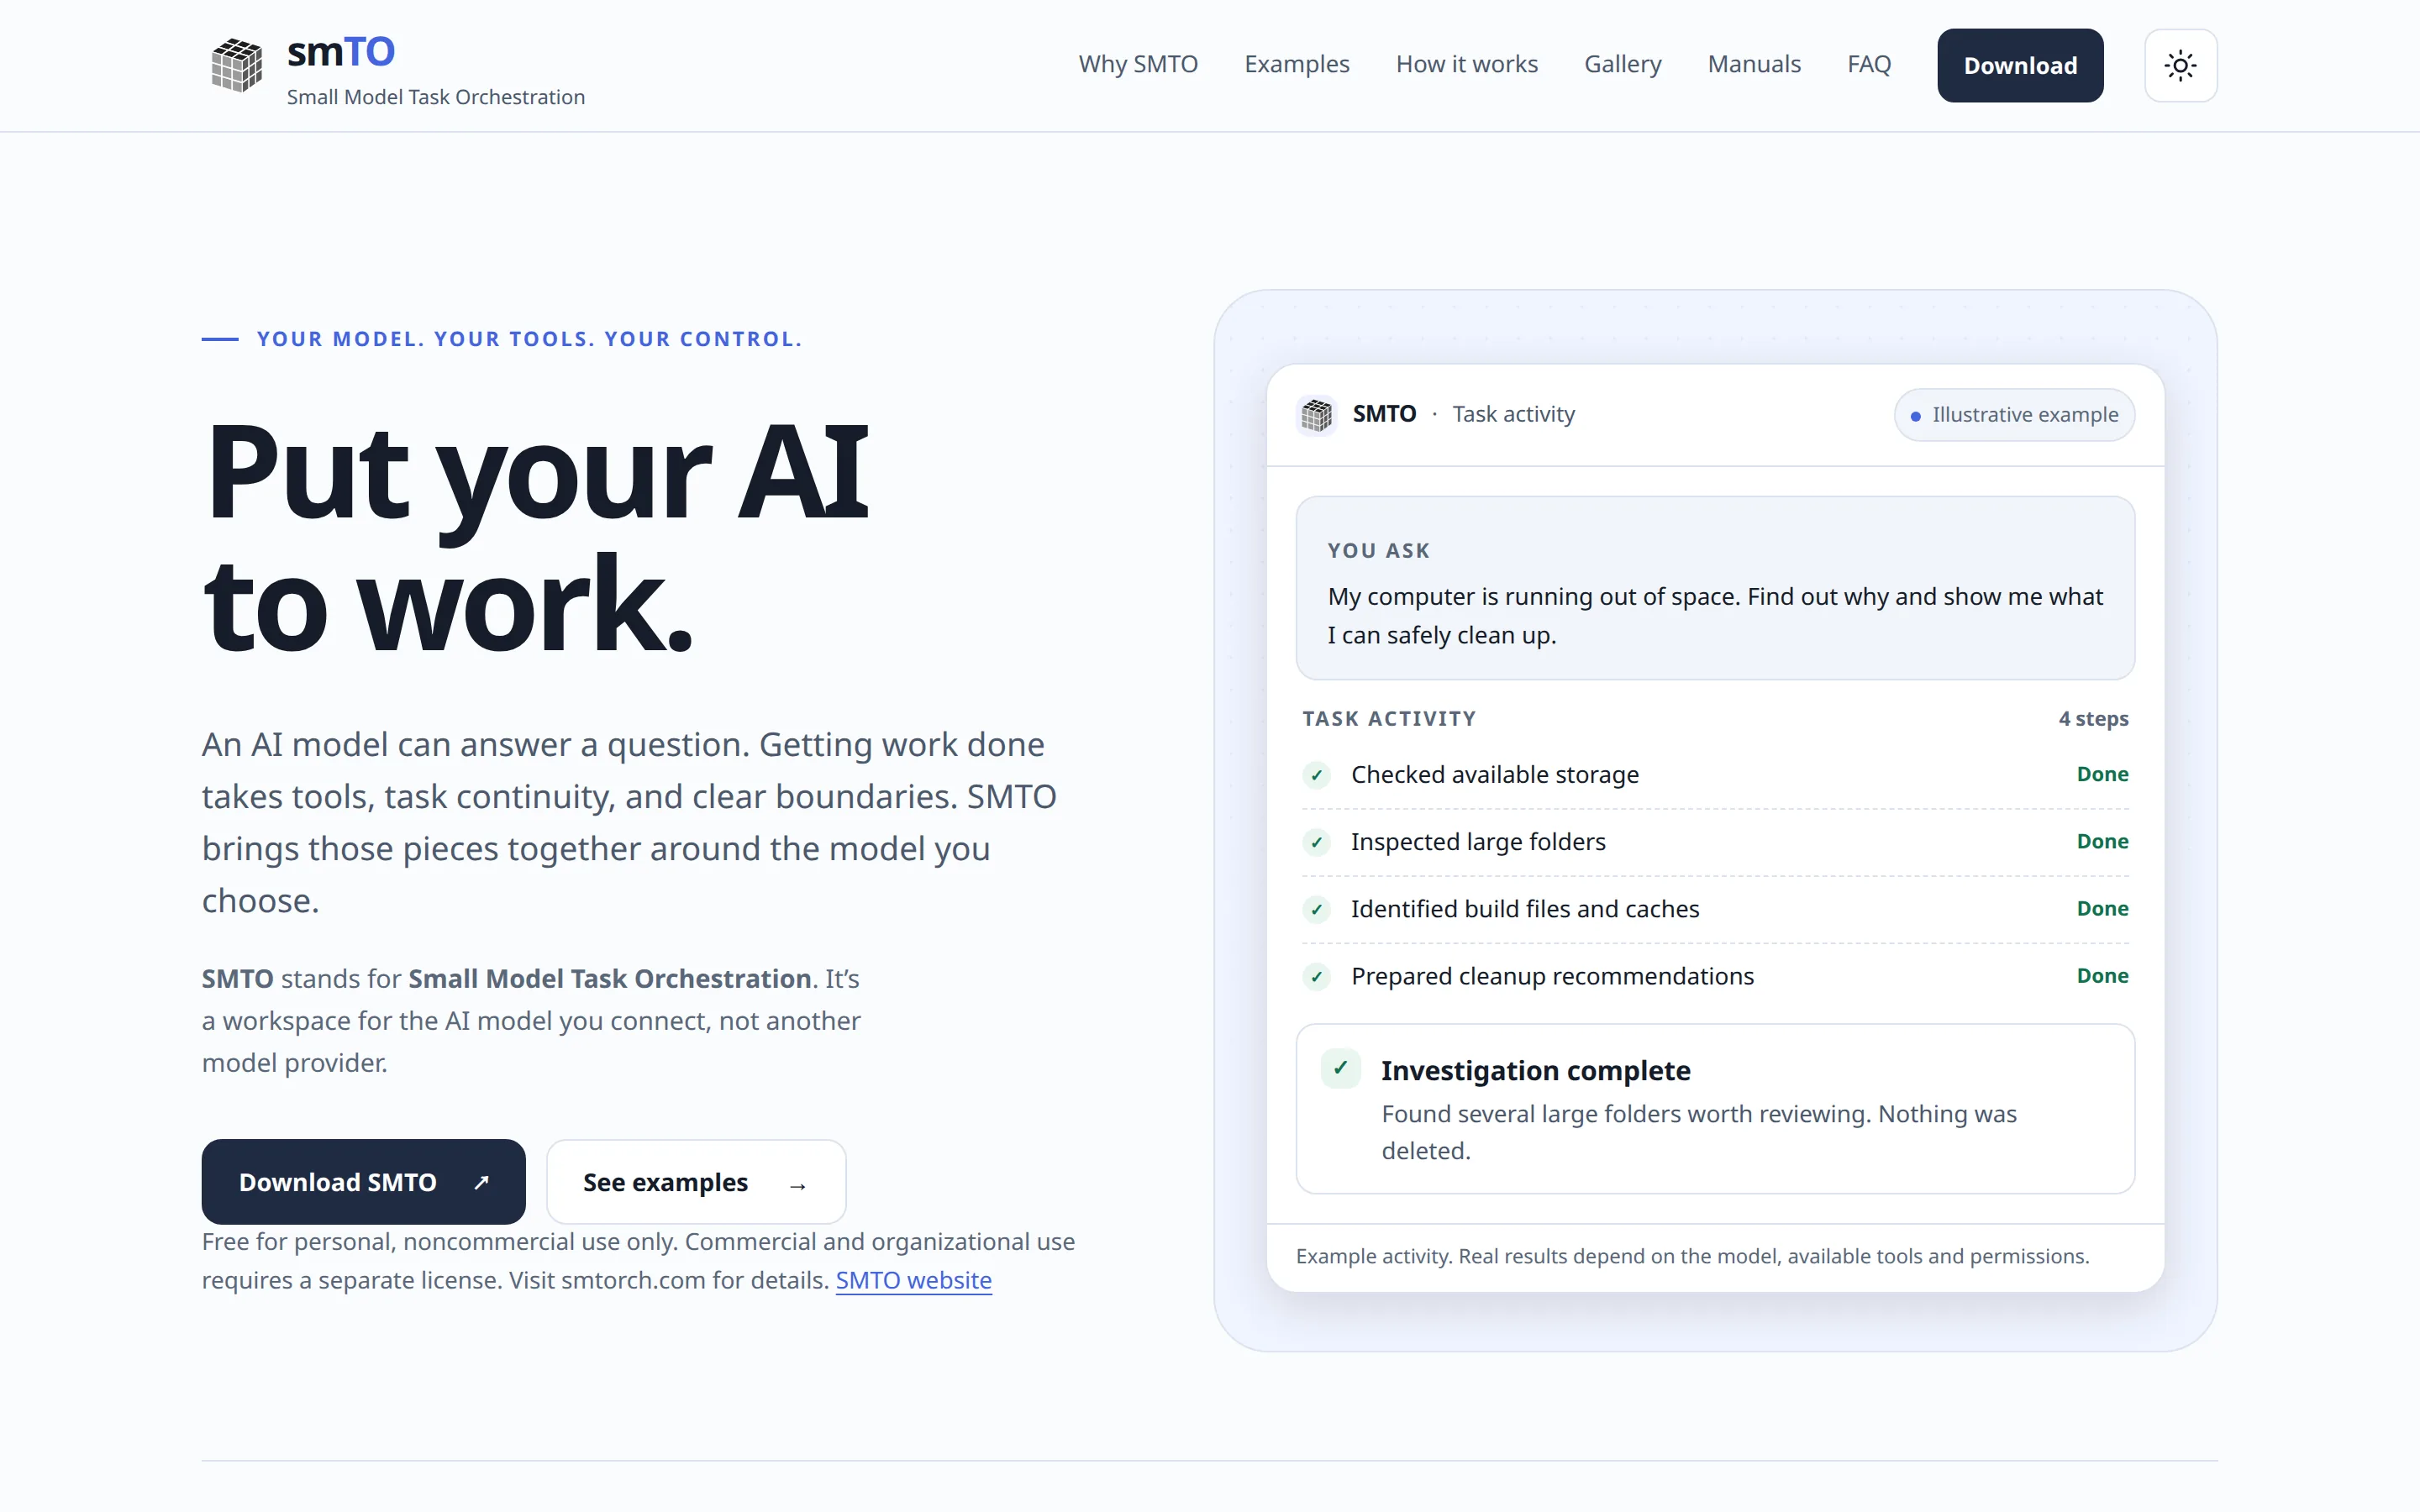 smTO
Small Model Task Orchestration
Why SMTO
Examples
How it works
Gallery
Manuals
FAQ
Download
YOUR MODEL. YOUR TOOLS. YOUR CONTROL.
Put your AI
to work.
An AI model can answer a question. Getting work done
takes tools, task continuity, and clear boundaries. SMTO
brings those pieces together around the model you
choose.
SMTO stands for Small Model Task Orchestration. It’s
a workspace for the AI model you connect, not another
model provider.
Download SMTO ↗
See examples →
Free for personal, noncommercial use only. Commercial and organizational use
requires a separate license. Visit smtorch.com for details. SMTO website
SMTO · Task activity
Illustrative example
YOU ASK
My computer is running out of space. Find out why and show me what
I can safely clean up.
TASK ACTIVITY
4 steps
✓ Checked available storage Done
✓ Inspected large folders Done
✓ Identified build files and caches Done
✓ Prepared cleanup recommendations Done
✓ Investigation complete
Found several large folders worth reviewing. Nothing was
deleted.
Example activity. Real results depend on the model, available tools and permissions.